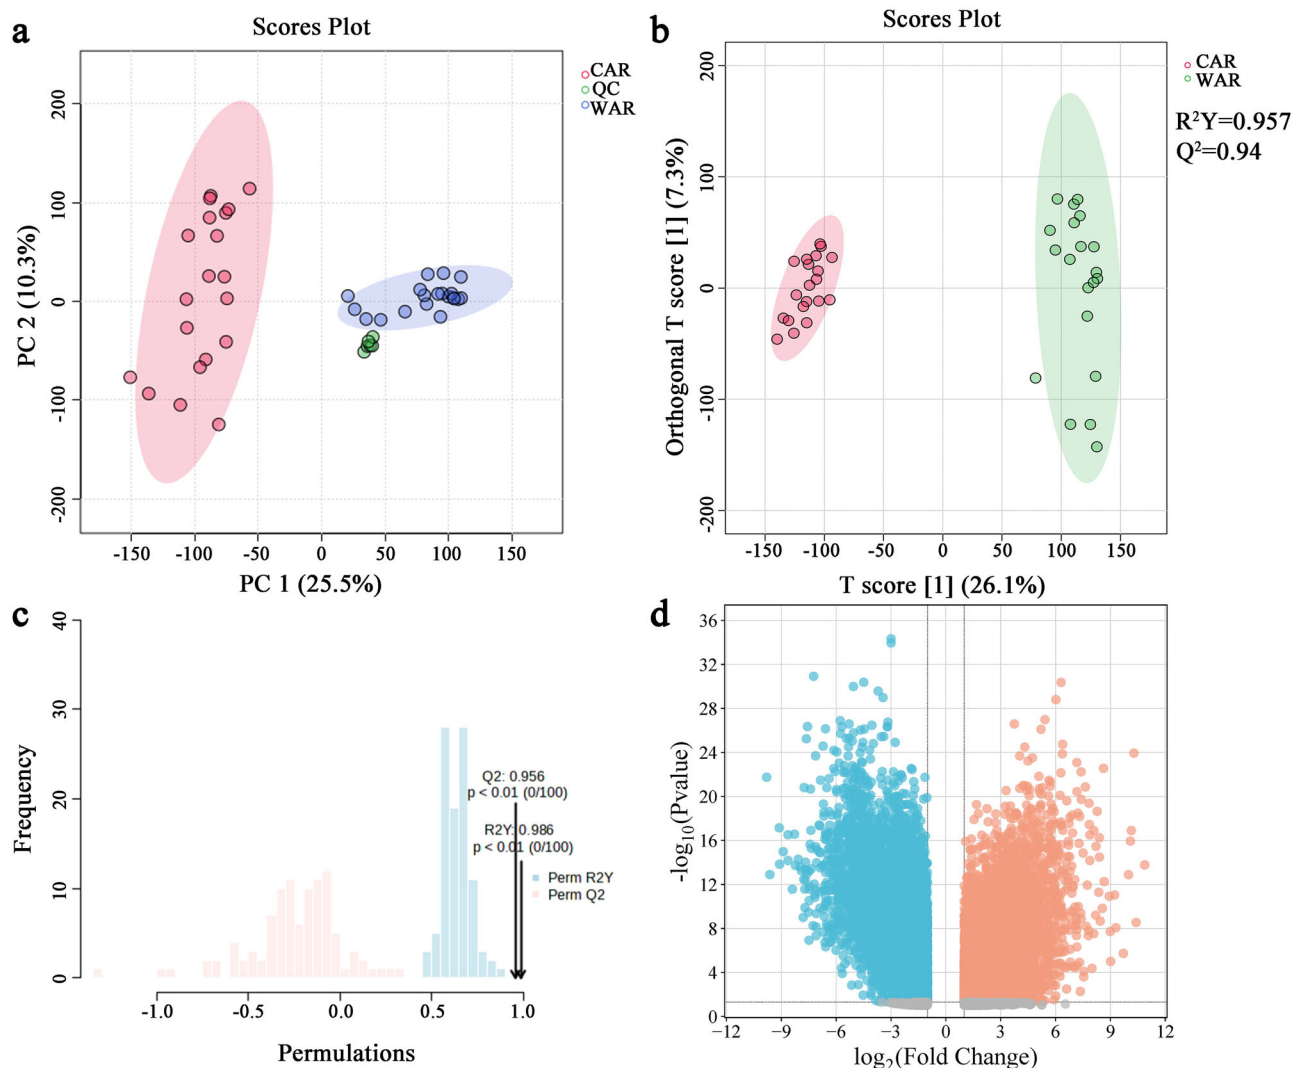 a
Scores Plot
CAR
QC
WAR
PC 2 (10.3%)
200
100
0
-100
-200
-150 -100 -50 0 50 100 150
PC 1 (25.5%)
b
Scores Plot
CAR
WAR
R²Y=0.957
Q²=0.94
Orthogonal T score [1] (7.3%)
200
100
0
-100
-200
-150 -100 -50 0 50 100 150
T score [1] (26.1%)
c
Frequency
40
30
20
10
0
Q2: 0.956
p < 0.01 (0/100)
R2Y: 0.986
p < 0.01 (0/100)
Perm R2Y
Perm Q2
-1.0 -0.5 0.0 0.5 1.0
Permulations
d
-log₁₀(Pvalue)
36
32
28
24
20
16
12
8
4
0
−12 −9 −6 −3 0 3 6 9 12
log₂(Fold Change)